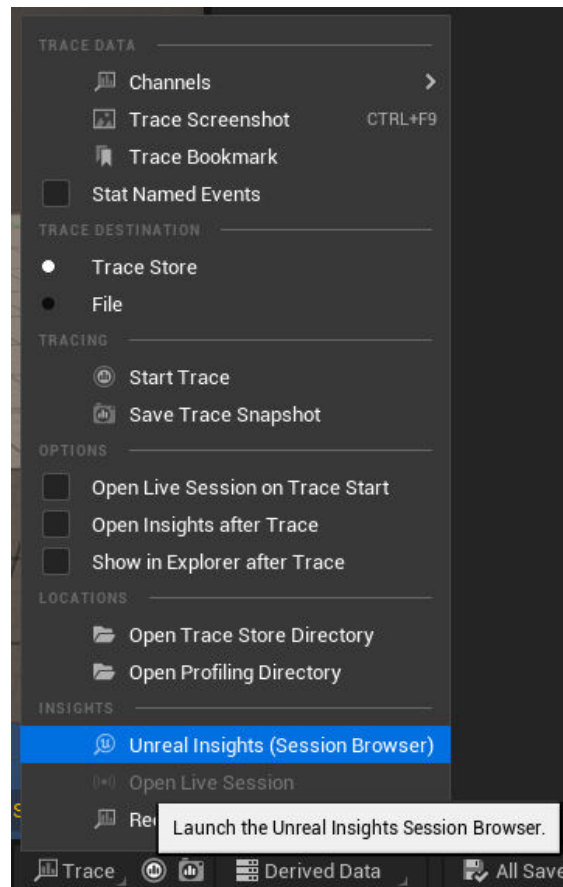 TRACE DATA
Channels
Trace Screenshot CTRL+F9
Trace Bookmark
Stat Named Events
TRACE DESTINATION
Trace Store
File
TRACING
Start Trace
Save Trace Snapshot
OPTIONS
Open Live Session on Trace Start
Open Insights after Trace
Show in Explorer after Trace
LOCATIONS
Open Trace Store Directory
Open Profiling Directory
INSIGHTS
Unreal Insights (Session Browser)
Open Live Session
Launch the Unreal Insights Session Browser.
Trace Derived Data All Save